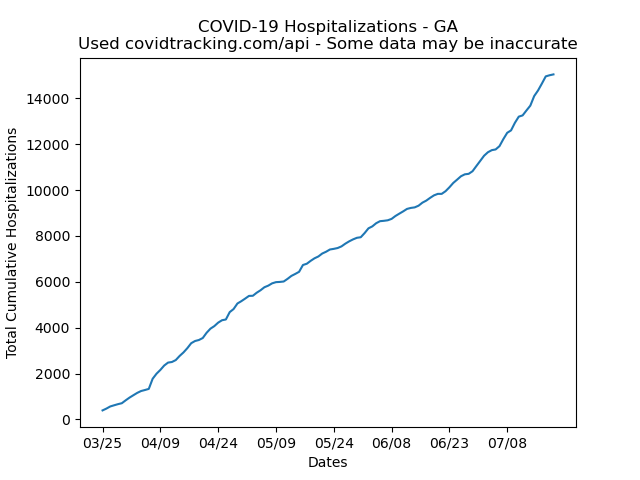 COVID-19 Hospitalizations - GA
Used covidtracking.com/api - Some data may be inaccurate
Total Cumulative Hospitalizations
14000
12000
10000
8000
6000
4000
2000
0
03/25 04/09 04/24 05/09 05/24 06/08 06/23 07/08
Dates